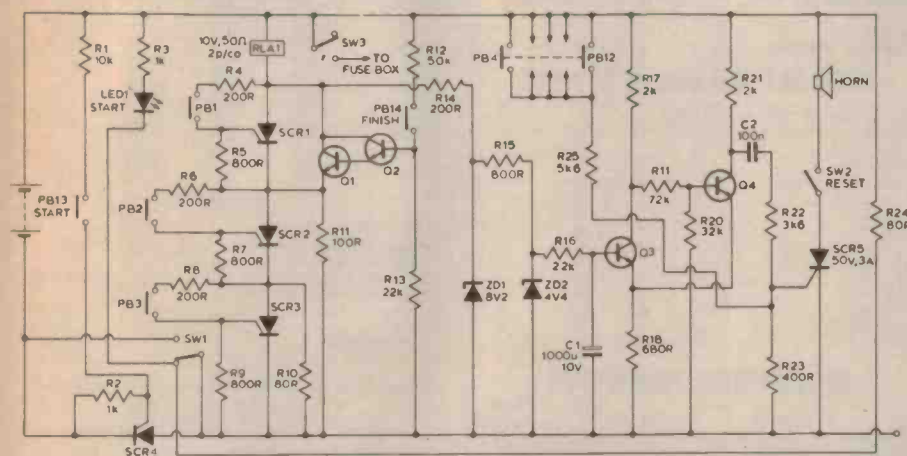 R1
10k
R3
1k
LED1
START
PB13
START
R2
1k
SCR4
10V,50Ω
2p/co
RLA1
R4
200R
PB1
R5
800R
SCR1
R6
200R
PB2
R7
800R
SCR2
R8
200R
PB3
SCR3
SW1
R9
800R
R10
80R
SW3
TO
FUSE BOX
Q1
Q2
R11
100R
R12
50k
PB14
FINISH
R13
22k
R14
200R
R15
800R
ZD1
8V2
ZD2
4V4
R16
22k
C1
1000u
10V
PB4
PB12
R25
5k6
Q3
R17
2k
R11
72k
R18
680R
R20
32k
R21
2k
C2
100n
Q4
R22
3k6
R23
400R
HORN
SW2
RESET
SCR5
50V,3A
R24
80R